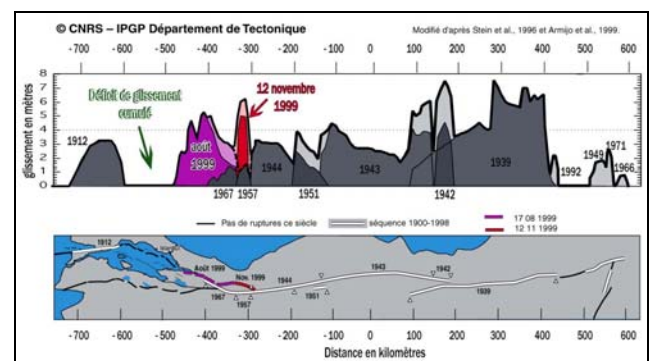 © CNRS – IPGP Département de Tectonique
Modifié d'après Stein et al., 1996 et Armijo et al., 1999.
-700 -600 -500 -400 -300 -200 -100 0 100 200 300 400 500 600
glissement en mètres
8
7
6
5
4
3
2
1
0
Déficit de glissement
cumulé
12 novembre
1999
1912
août
1999
1967
1957
1944
1951
1943
1942
1939
1992
1949
1971
1966
Pas de ruptures ce siècle
séquence 1900-1998
17 08 1999
12 11 1999
1912
Août 1999
Nov. 1999
1967
1957
1944
1951
1943
1942
1939
-700 -600 -500 -400 -300 -200 -100 0 100 200 300 400 500 600
Distance en kilomètres